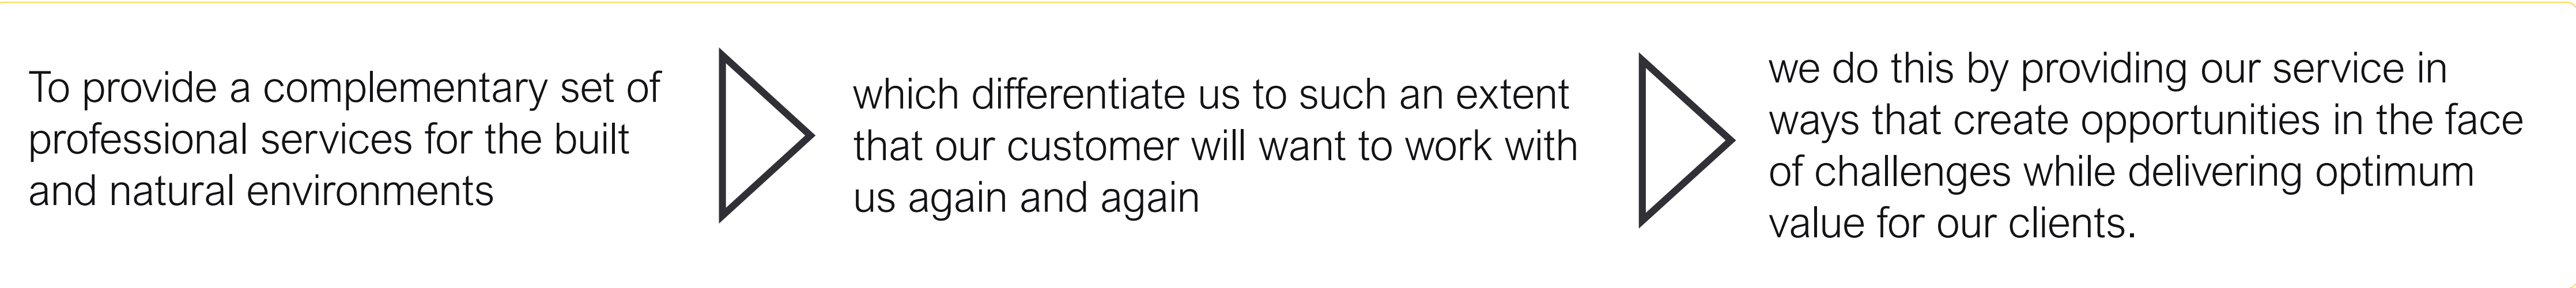 To provide a complementary set of
professional services for the built
and natural environments
which differentiate us to such an extent
that our customer will want to work with
us again and again
we do this by providing our service in
ways that create opportunities in the face
of challenges while delivering optimum
value for our clients.